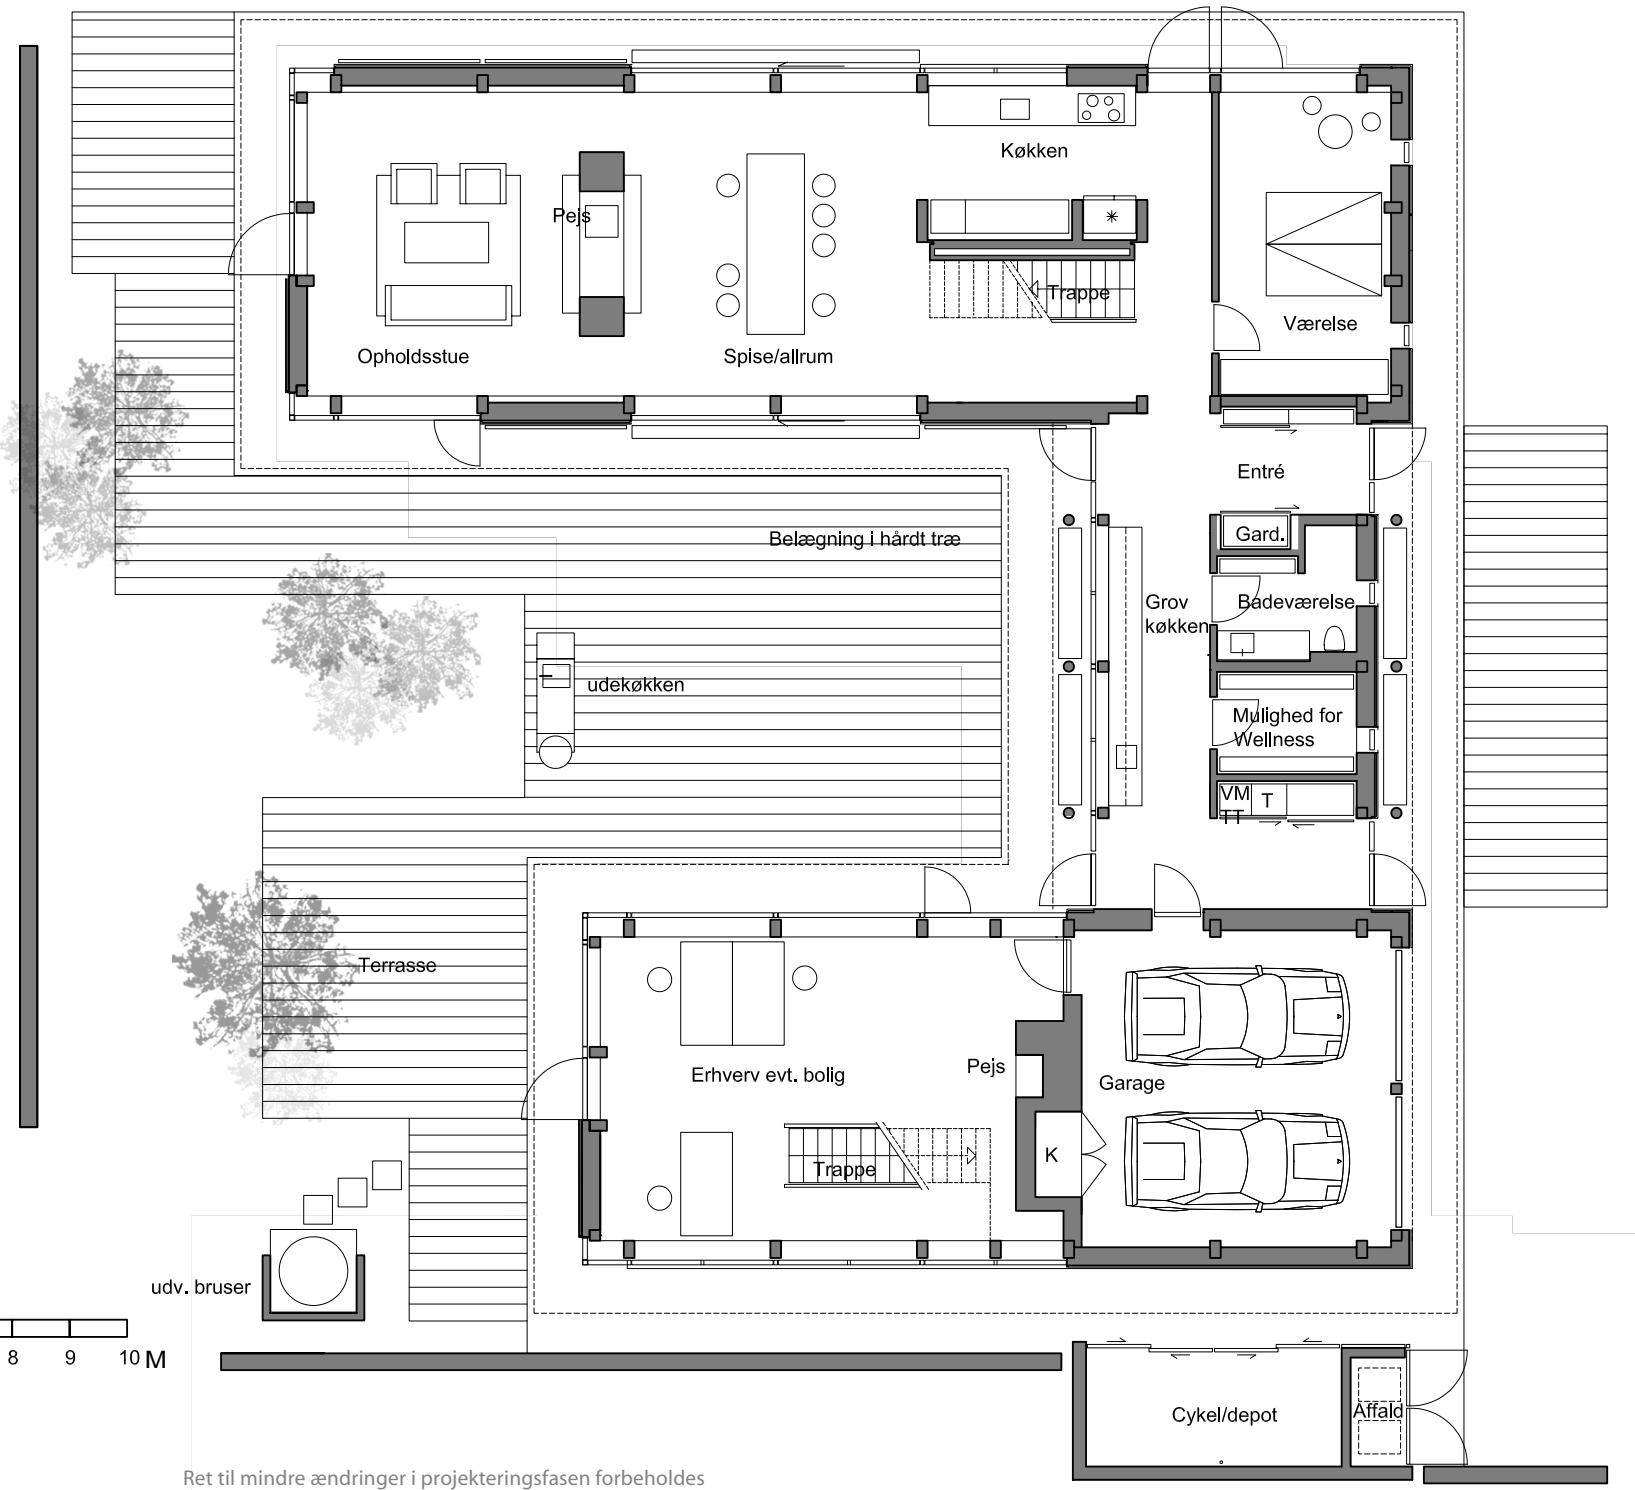 Køkken
Pejs
Trappe
Værelse
Opholdsstue
Spise/allrum
Entré
Gard.
Belægning i hårdt træ
Grov
køkken
Badeværelse
udekøkken
Mulighed for
Wellness
VM
T
TT
Terrasse
Pejs
Erhverv evt. bolig
Garage
K
Trappe
udv. bruser
8 9 10 M
Cykel/depot
Affald
Ret til mindre ændringer i projekteringsfasen forbeholdes